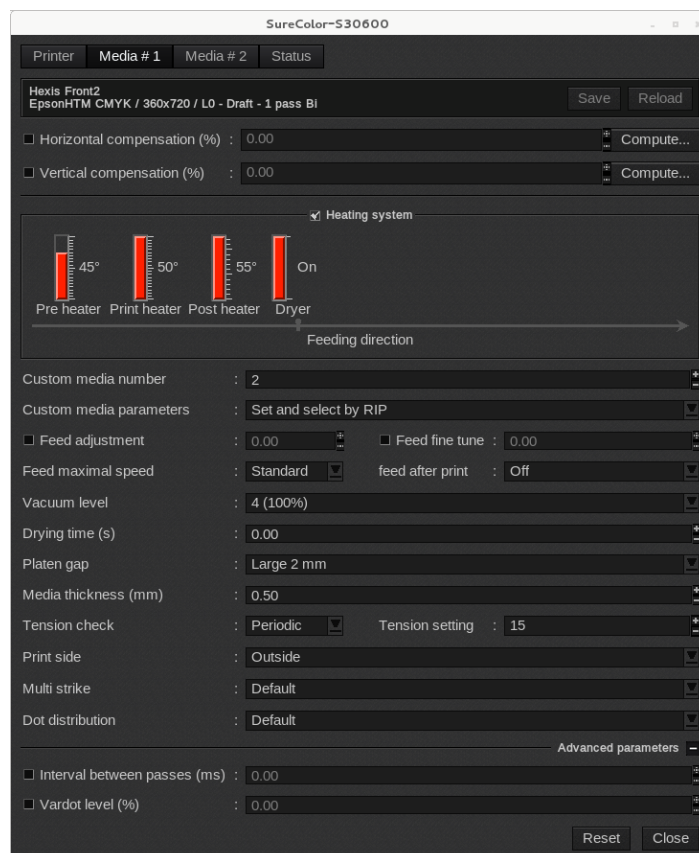 SureColor-S30600
Printer Media # 1 Media # 2 Status
Hexis Front2
EpsonHTM CMYK / 360x720 / L0 - Draft - 1 pass Bi
Save Reload
Horizontal compensation (%) : 0.00 Compute...
Vertical compensation (%) : 0.00 Compute...
Heating system
45° 50° 55° On
Pre heater Print heater Post heater Dryer
Feeding direction
Custom media number : 2
Custom media parameters : Set and select by RIP
Feed adjustment : 0.00 Feed fine tune : 0.00
Feed maximal speed : Standard feed after print : Off
Vacuum level : 4 (100%)
Drying time (s) : 0.00
Platen gap : Large 2 mm
Media thickness (mm) : 0.50
Tension check : Periodic Tension setting : 15
Print side : Outside
Multi strike : Default
Dot distribution : Default
Advanced parameters
Interval between passes (ms) : 0.00
Vardot level (%) : 0.00
Reset Close